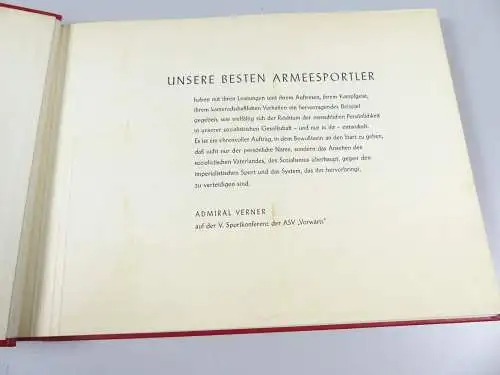 UNSERE BESTEN ARMEESPORTLER
haben mit ihren Leistungen und ihrem Auftreten, ihrem Kampfgeist,
ihrem kameradschaftlichen Verhalten ein hervorragendes Beispiel
gegeben, wie vielfältig sich der Reichtum der menschlichen Persönlichkeit
in unserer sozialistischen Gesellschaft – und nur in ihr – entwickelt.
Es ist ein ehrenvoller Auftrag, in dem Bewußtsein an den Start zu gehen,
daß nicht nur der persönliche Name, sondern das Ansehen des
sozialistischen Vaterlandes, des Sozialismus überhaupt, gegen den
imperialistischen Sport und das System, das ihn hervorbringt,
zu verteidigen sind.
ADMIRAL VERNER
auf der V. Sportkonferenz der ASV „Vorwärts"